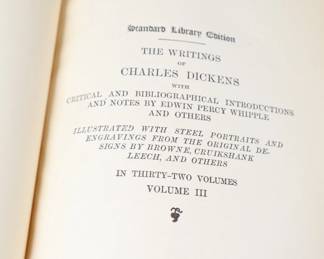 Standard Library Edition
THE WRITINGS
OF
CHARLES DICKENS
WITH
CRITICAL AND BIBLIOGRAPHICAL INTRODUCTIONS
AND NOTES BY EDWIN PERCY WHIPPLE
AND OTHERS
ILLUSTRATED WITH STEEL PORTRAITS AND
ENGRAVINGS FROM THE ORIGINAL DE-
SIGNS BY BROWNE, CRUIKSHANK
LEECH, AND OTHERS
IN THIRTY-TWO VOLUMES
VOLUME III